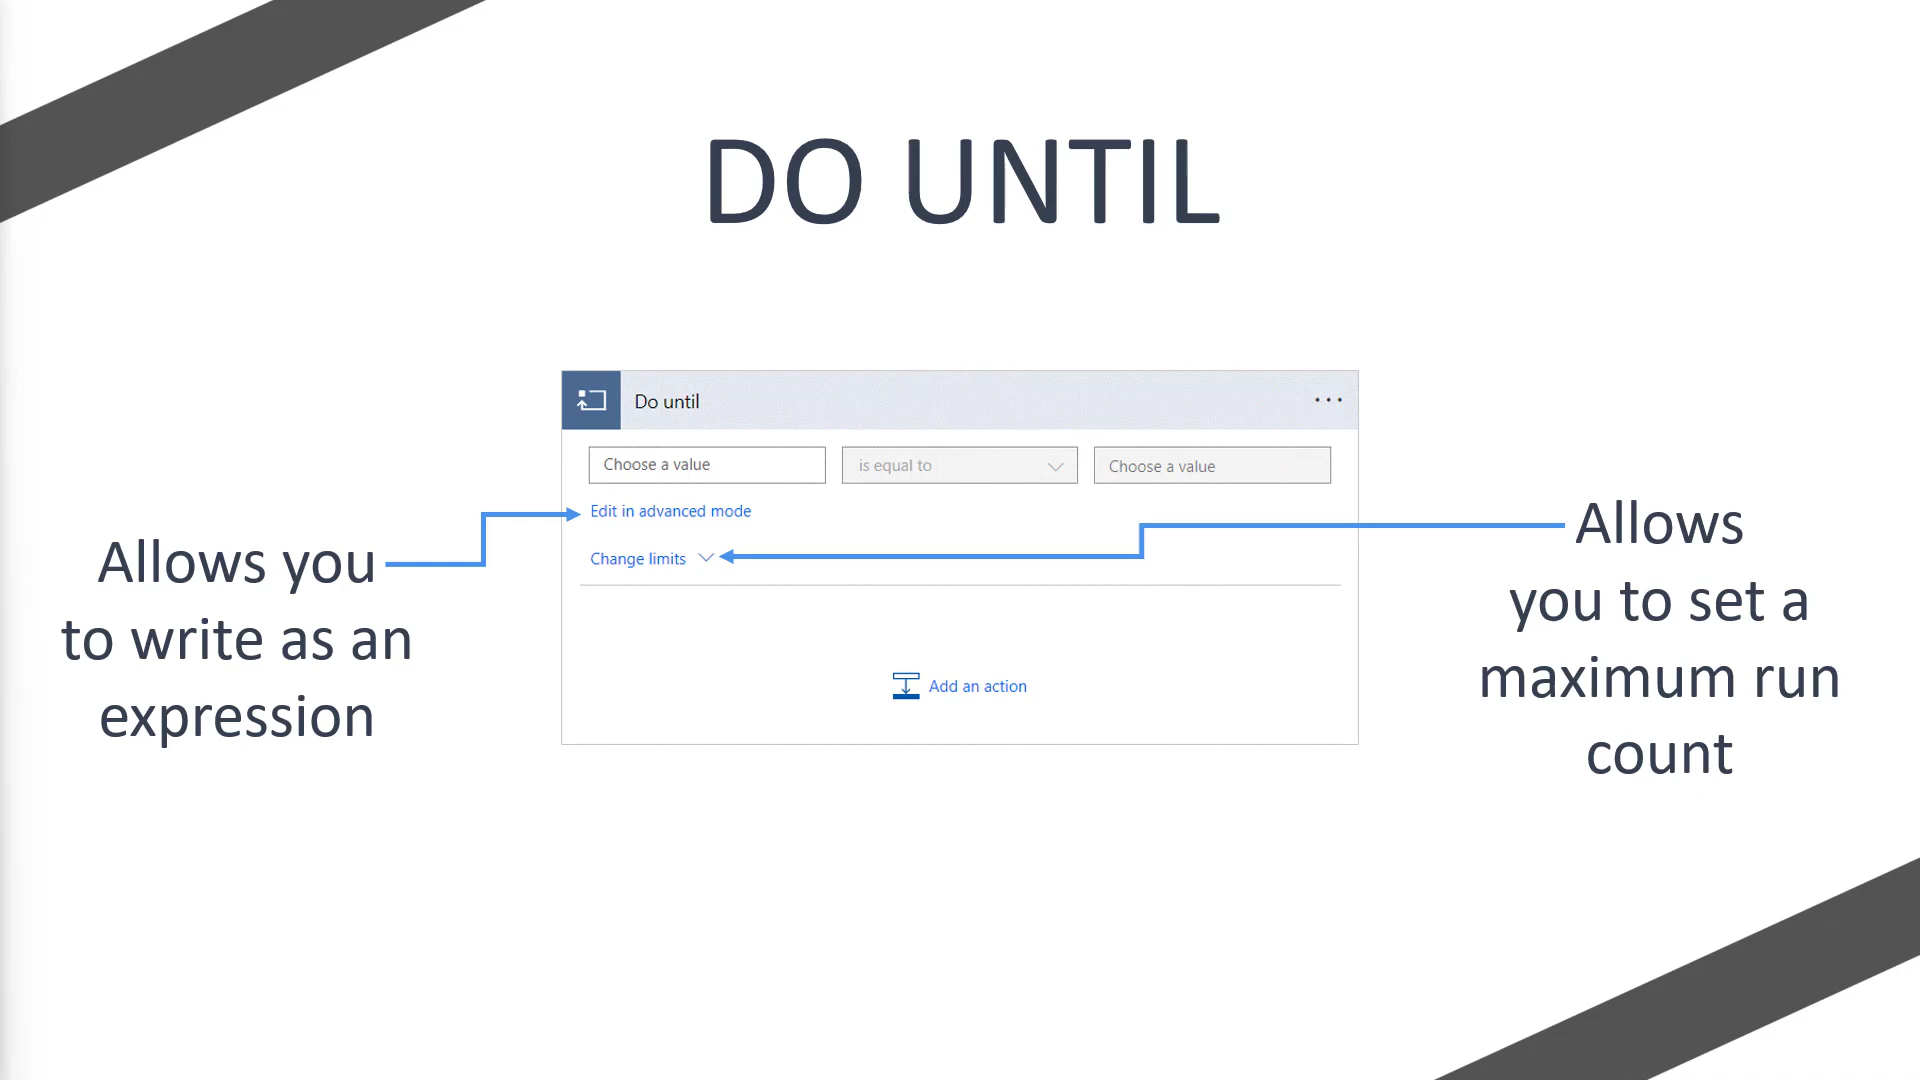 DO UNTIL
Do until
Choose a value
is equal to
Choose a value
Edit in advanced mode
Change limits
Add an action
Allows you
to write as an
expression
Allows
you to set a
maximum run
count